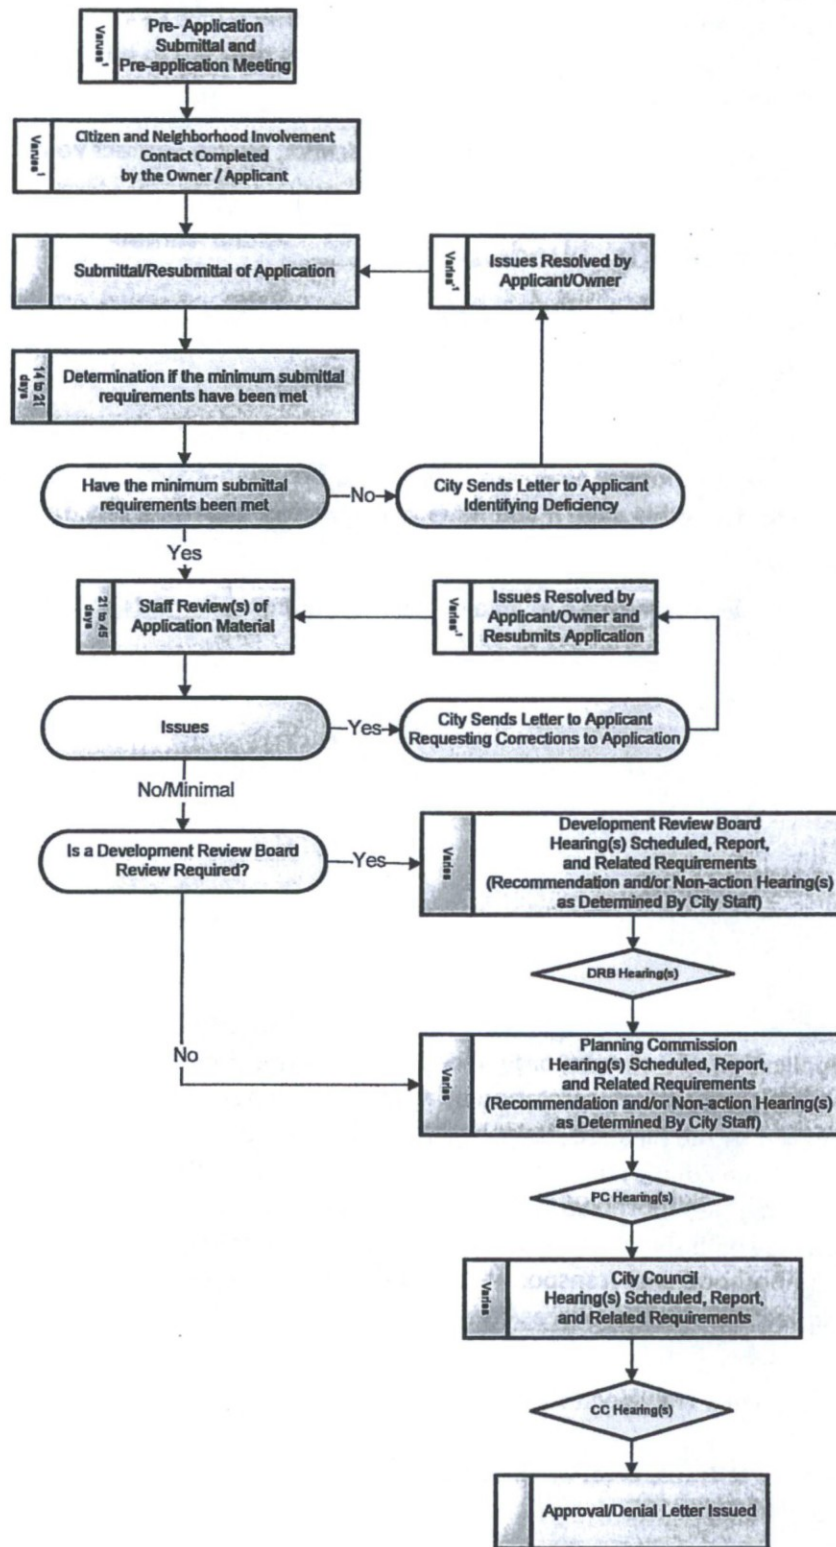 Varues¹
Pre- Application
Submittal and
Pre-application Meeting
Varues¹
Citizen and Neighborhood Involvement
Contact Completed
by the Owner / Applicant
Submittal/Resubmittal of Application
Varies¹
Issues Resolved by
Applicant/Owner
14 to 21
days
Determination if the minimum submittal
requirements have been met
Have the minimum submittal
requirements been met
No
City Sends Letter to Applicant
Identifying Deficiency
Yes
21 to 45
days
Staff Review(s) of
Application Material
Varies¹
Issues Resolved by
Applicant/Owner and
Resubmits Application
Issues
Yes
City Sends Letter to Applicant
Requesting Corrections to Application
No/Minimal
Is a Development Review Board
Review Required?
Yes
Varies
Development Review Board
Hearing(s) Scheduled, Report,
and Related Requirements
(Recommendation and/or Non-action Hearing(s)
as Determined By City Staff)
DRB Hearing(s)
No
Varies
Planning Commission
Hearing(s) Scheduled, Report,
and Related Requirements
(Recommendation and/or Non-action Hearing(s)
as Determined By City Staff)
PC Hearing(s)
Varies
City Council
Hearing(s) Scheduled, Report,
and Related Requirements
CC Hearing(s)
Approval/Denial Letter Issued